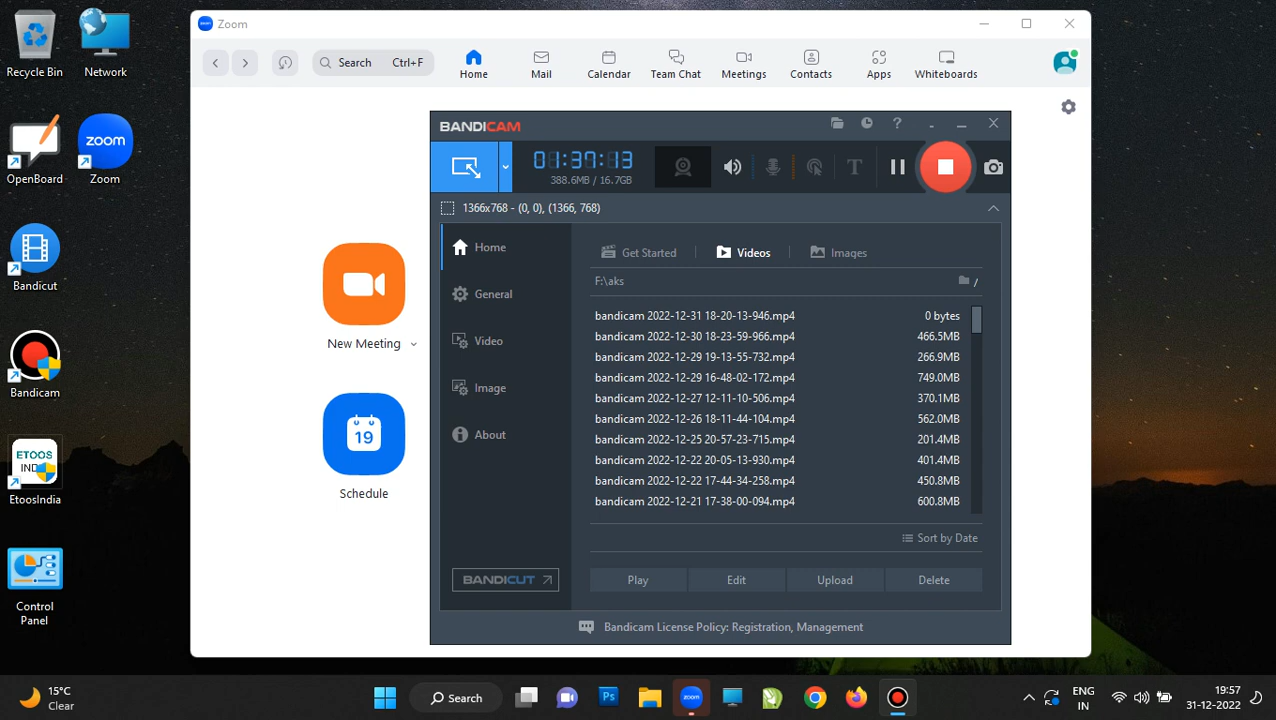 Recycle Bin
Network
OpenBoard
zoom
Zoom
Bandicut
Bandicam
ETOOS
INDIA
EtoosIndia
Control
Panel
Zoom
Search Ctrl+F
Home
Mail
Calendar
Team Chat
Meetings
Contacts
Apps
Whiteboards
New Meeting
19
Schedule
BANDICAM
?
01:37:13
388.6MB / 16.7GB
T
1366x768 - (0, 0), (1366, 768)
Home
General
Video
Image
About
BANDICUT
Get Started
Videos
Images
F:\aks
/
bandicam 2022-12-31 18-20-13-946.mp4 0 bytes
bandicam 2022-12-30 18-23-59-966.mp4 466.5MB
bandicam 2022-12-29 19-13-55-732.mp4 266.9MB
bandicam 2022-12-29 16-48-02-172.mp4 749.0MB
bandicam 2022-12-27 12-11-10-506.mp4 370.1MB
bandicam 2022-12-26 18-11-44-104.mp4 562.0MB
bandicam 2022-12-25 20-57-23-715.mp4 201.4MB
bandicam 2022-12-22 20-05-13-930.mp4 401.4MB
bandicam 2022-12-22 17-44-34-258.mp4 450.8MB
bandicam 2022-12-21 17-38-00-094.mp4 600.8MB
Sort by Date
Play
Edit
Upload
Delete
Bandicam License Policy: Registration, Management
15°C
Clear
Search
Ps
zoom
ENG
IN
19:57
31-12-2022